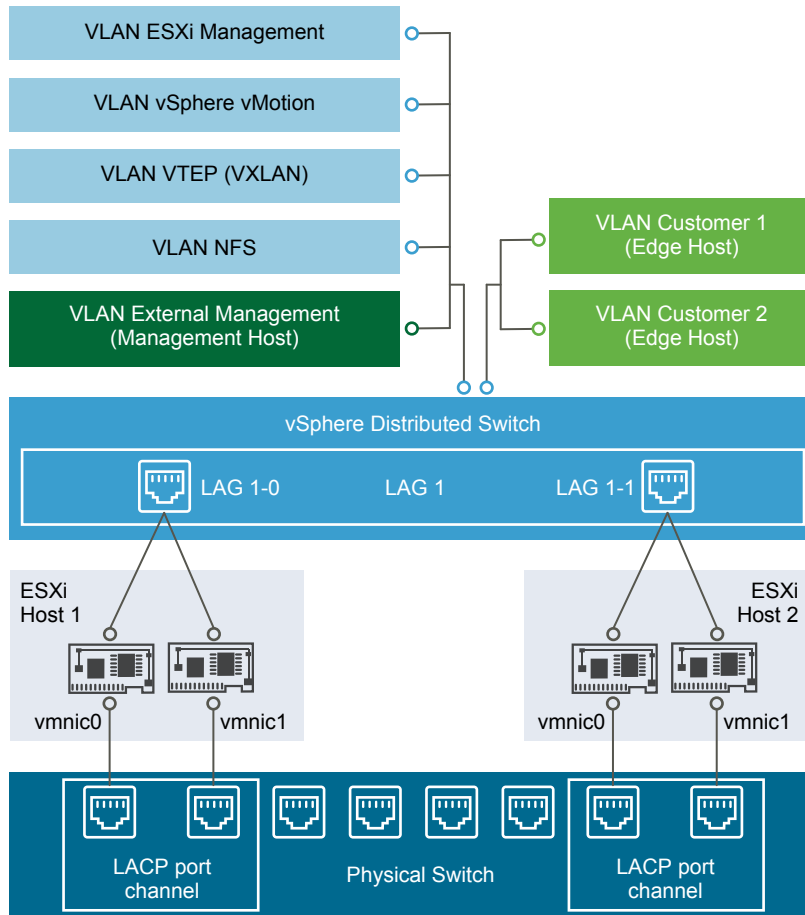 VLAN ESXi Management
VLAN vSphere vMotion
VLAN VTEP (VXLAN)
VLAN NFS
VLAN External Management
(Management Host)
VLAN Customer 1
(Edge Host)
VLAN Customer 2
(Edge Host)
vSphere Distributed Switch
LAG 1-0
LAG 1
LAG 1-1
ESXi
Host 1
vmnic0
vmnic1
ESXi
Host 2
vmnic0
vmnic1
LACP port
channel
Physical Switch
LACP port
channel